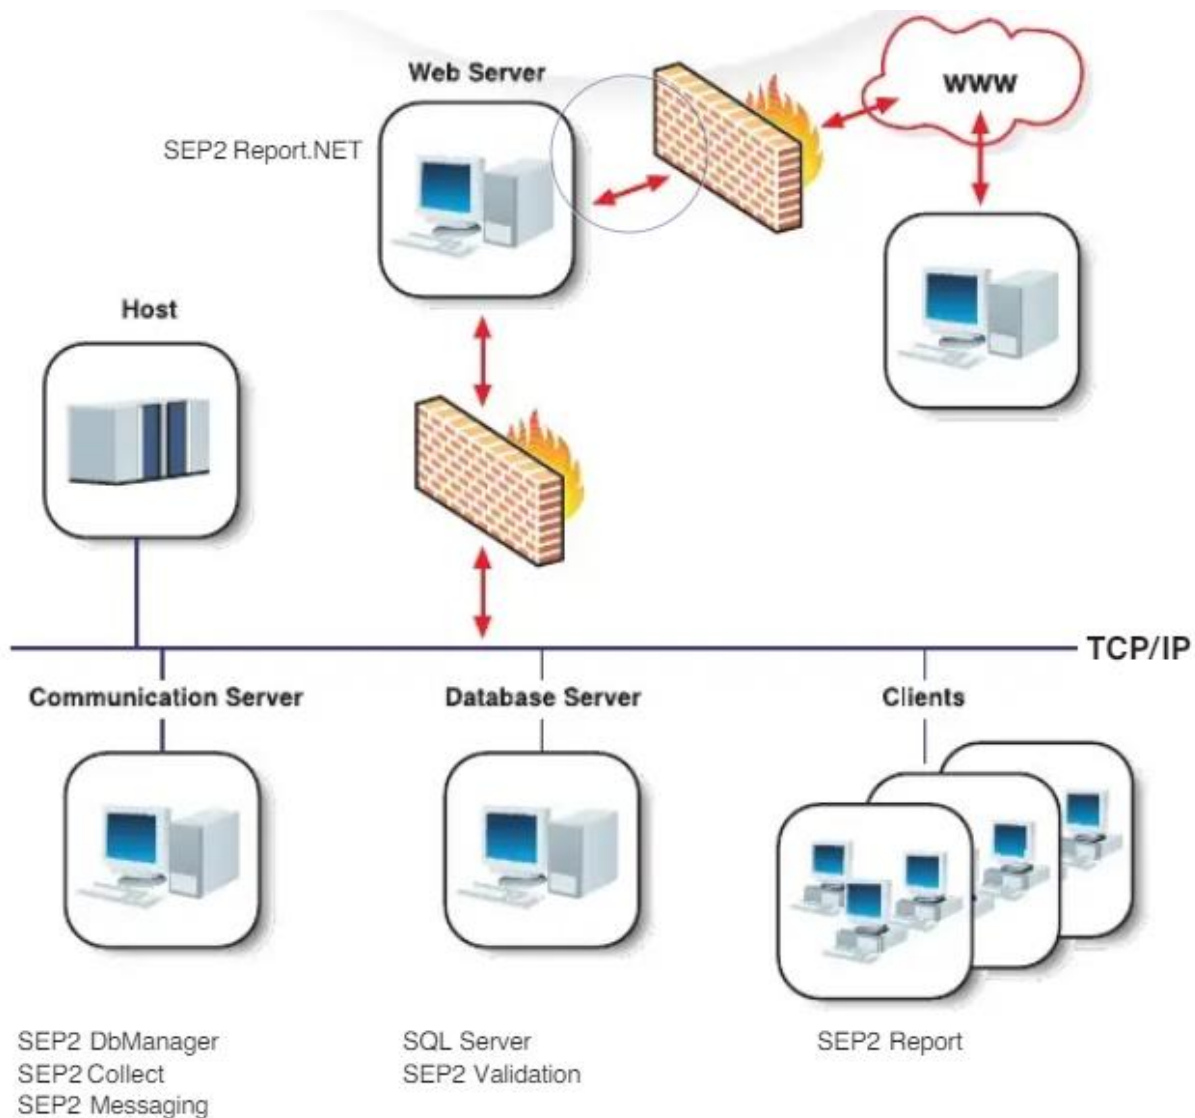 Web Server
www
SEP2 Report.NET
Host
TCP/IP
Communication Server
Database Server
Clients
SEP2 DbManager
SEP2 Collect
SEP2 Messaging
SQL Server
SEP2 Validation
SEP2 Report